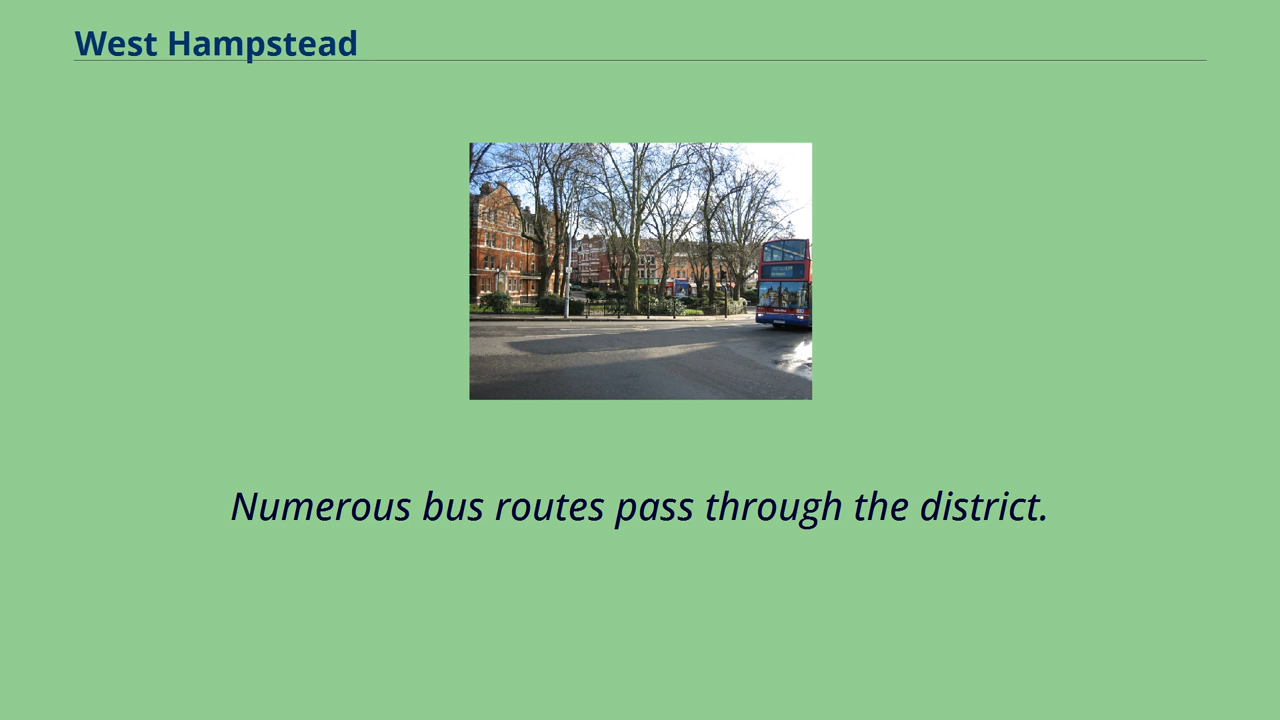 West Hampstead
Numerous bus routes pass through the district.